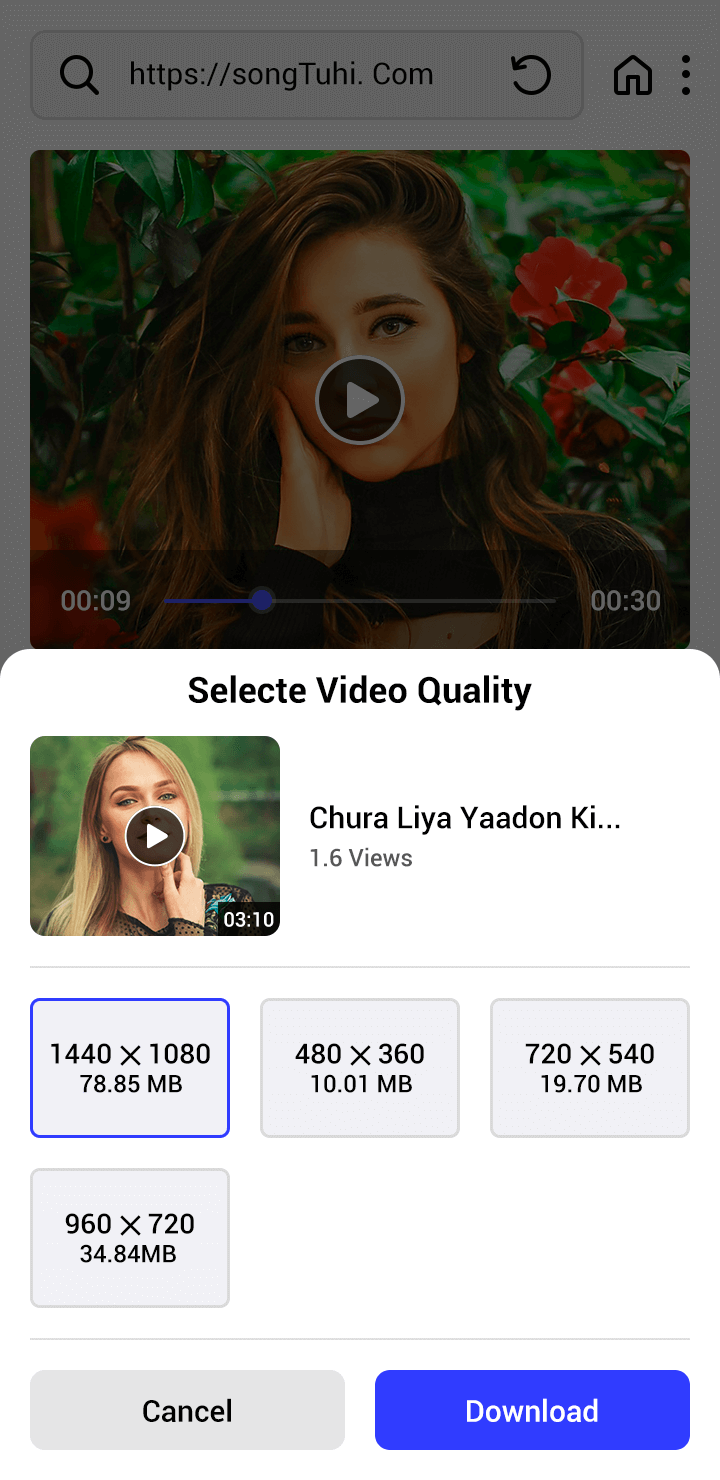 https://songTuhi. Com
00:09
00:30
Selecte Video Quality
Chura Liya Yaadon Ki...
1.6 Views
03:10
1440 × 1080
78.85 MB
480 × 360
10.01 MB
720 × 540
19.70 MB
960 × 720
34.84MB
Cancel
Download